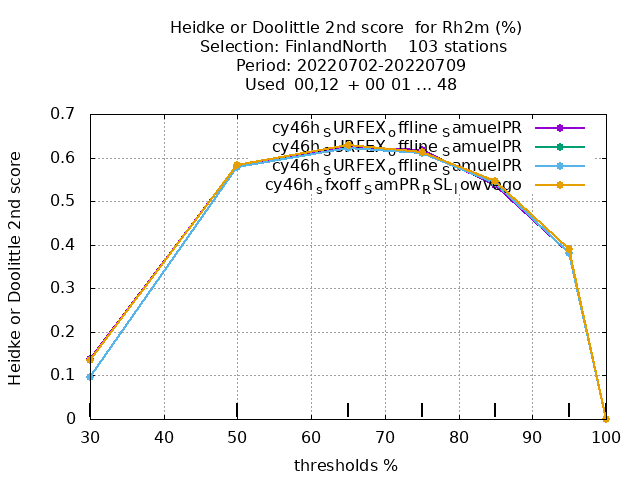 Heidke or Doolittle 2nd score for Rh2m (%)
Selection: FinlandNorth 103 stations
Period: 20220702-20220709
Used 00,12 + 00 01 ... 48
Heidke or Doolittle 2nd score
0.7
0.6
0.5
0.4
0.3
0.2
0.1
0
cy46h_SURFEX_offline_SamuelPR
cy46h_SURFEX_offline_SamuelPR
cy46h_SURFEX_offline_SamuelPR
cy46h_sfxoff_SamPR_RSL_lowvego
30 40 50 60 70 80 90 100
thresholds %